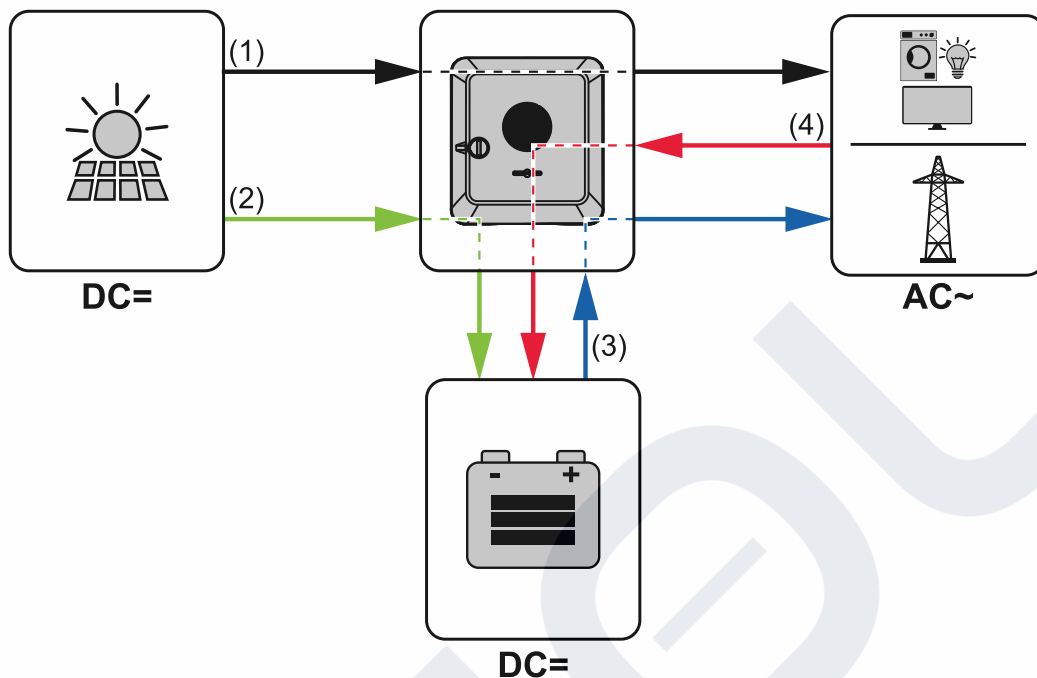 (1)
(4)
(2)
DC=
AC~
(3)
- +
DC=